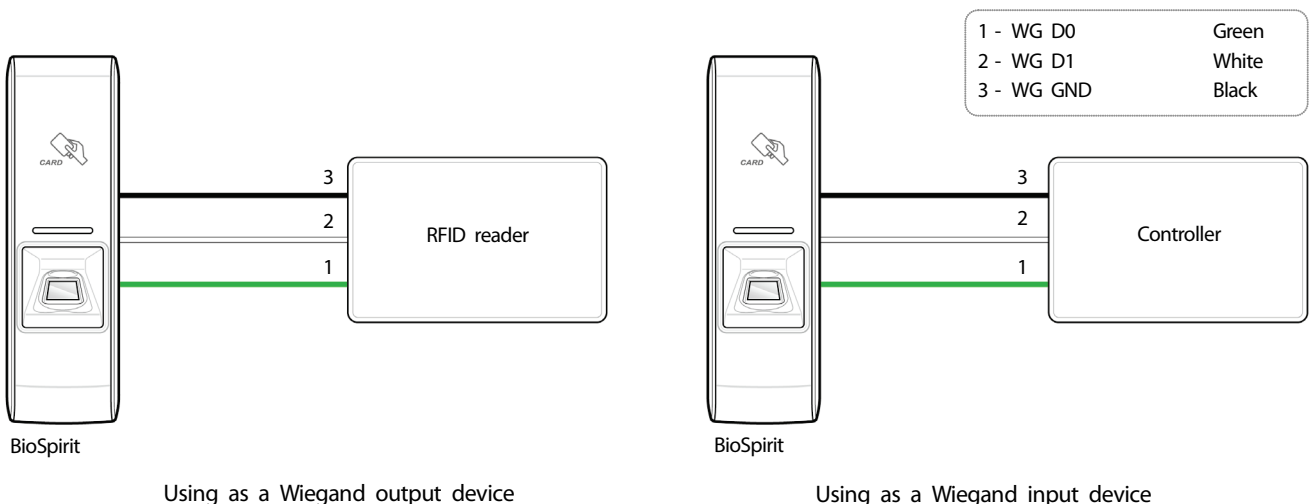 1 - WG D0 Green
2 - WG D1 White
3 - WG GND Black
CARD
3
2
1
RFID reader
BioSpirit
Using as a Wiegand output device
CARD
3
2
1
Controller
BioSpirit
Using as a Wiegand input device